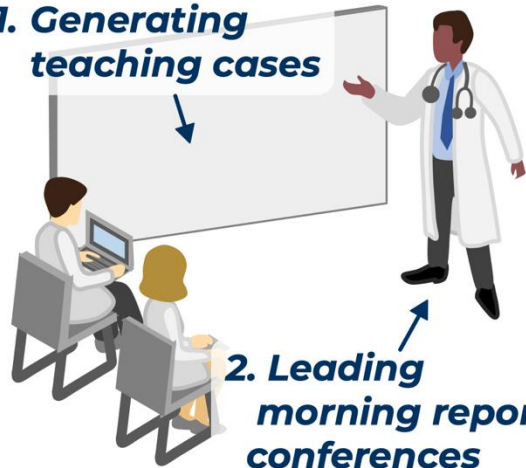 1. Generating
teaching cases
2. Leading
morning repor
conferences